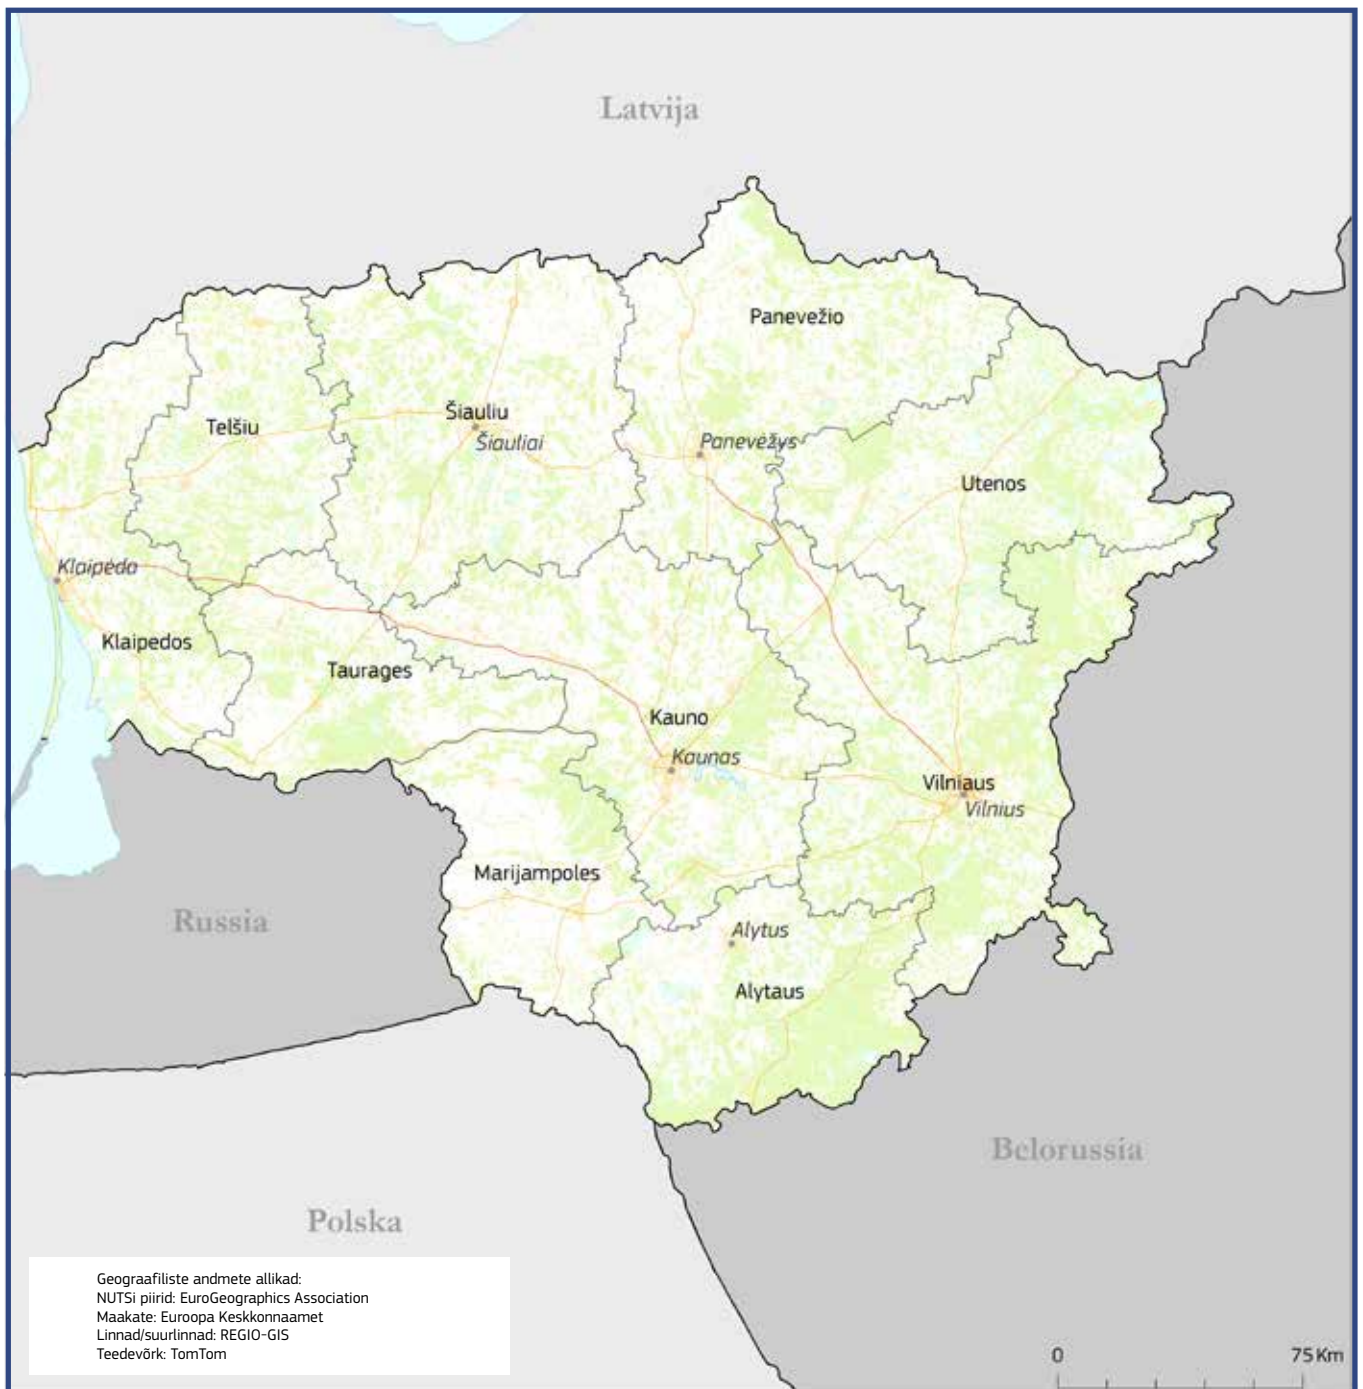 Latvija
Panevežio
Telšiu
Šiauliu
Šiauliai
Panevėžys
Utenos
Klaipėda
Klaipedos
Taurages
Kauno
Kaunas
Vilniaus
Vilnius
Marijampoles
Russia
Alytus
Alytaus
Belorussia
Polska
Geograafiliste andmete allikad:
NUTSi piirid: EuroGeographics Association
Maakate: Euroopa Keskkonnaamet
Linnad/suurlinnad: REGIO-GIS
Teedevõrk: TomTom
0 75 Km